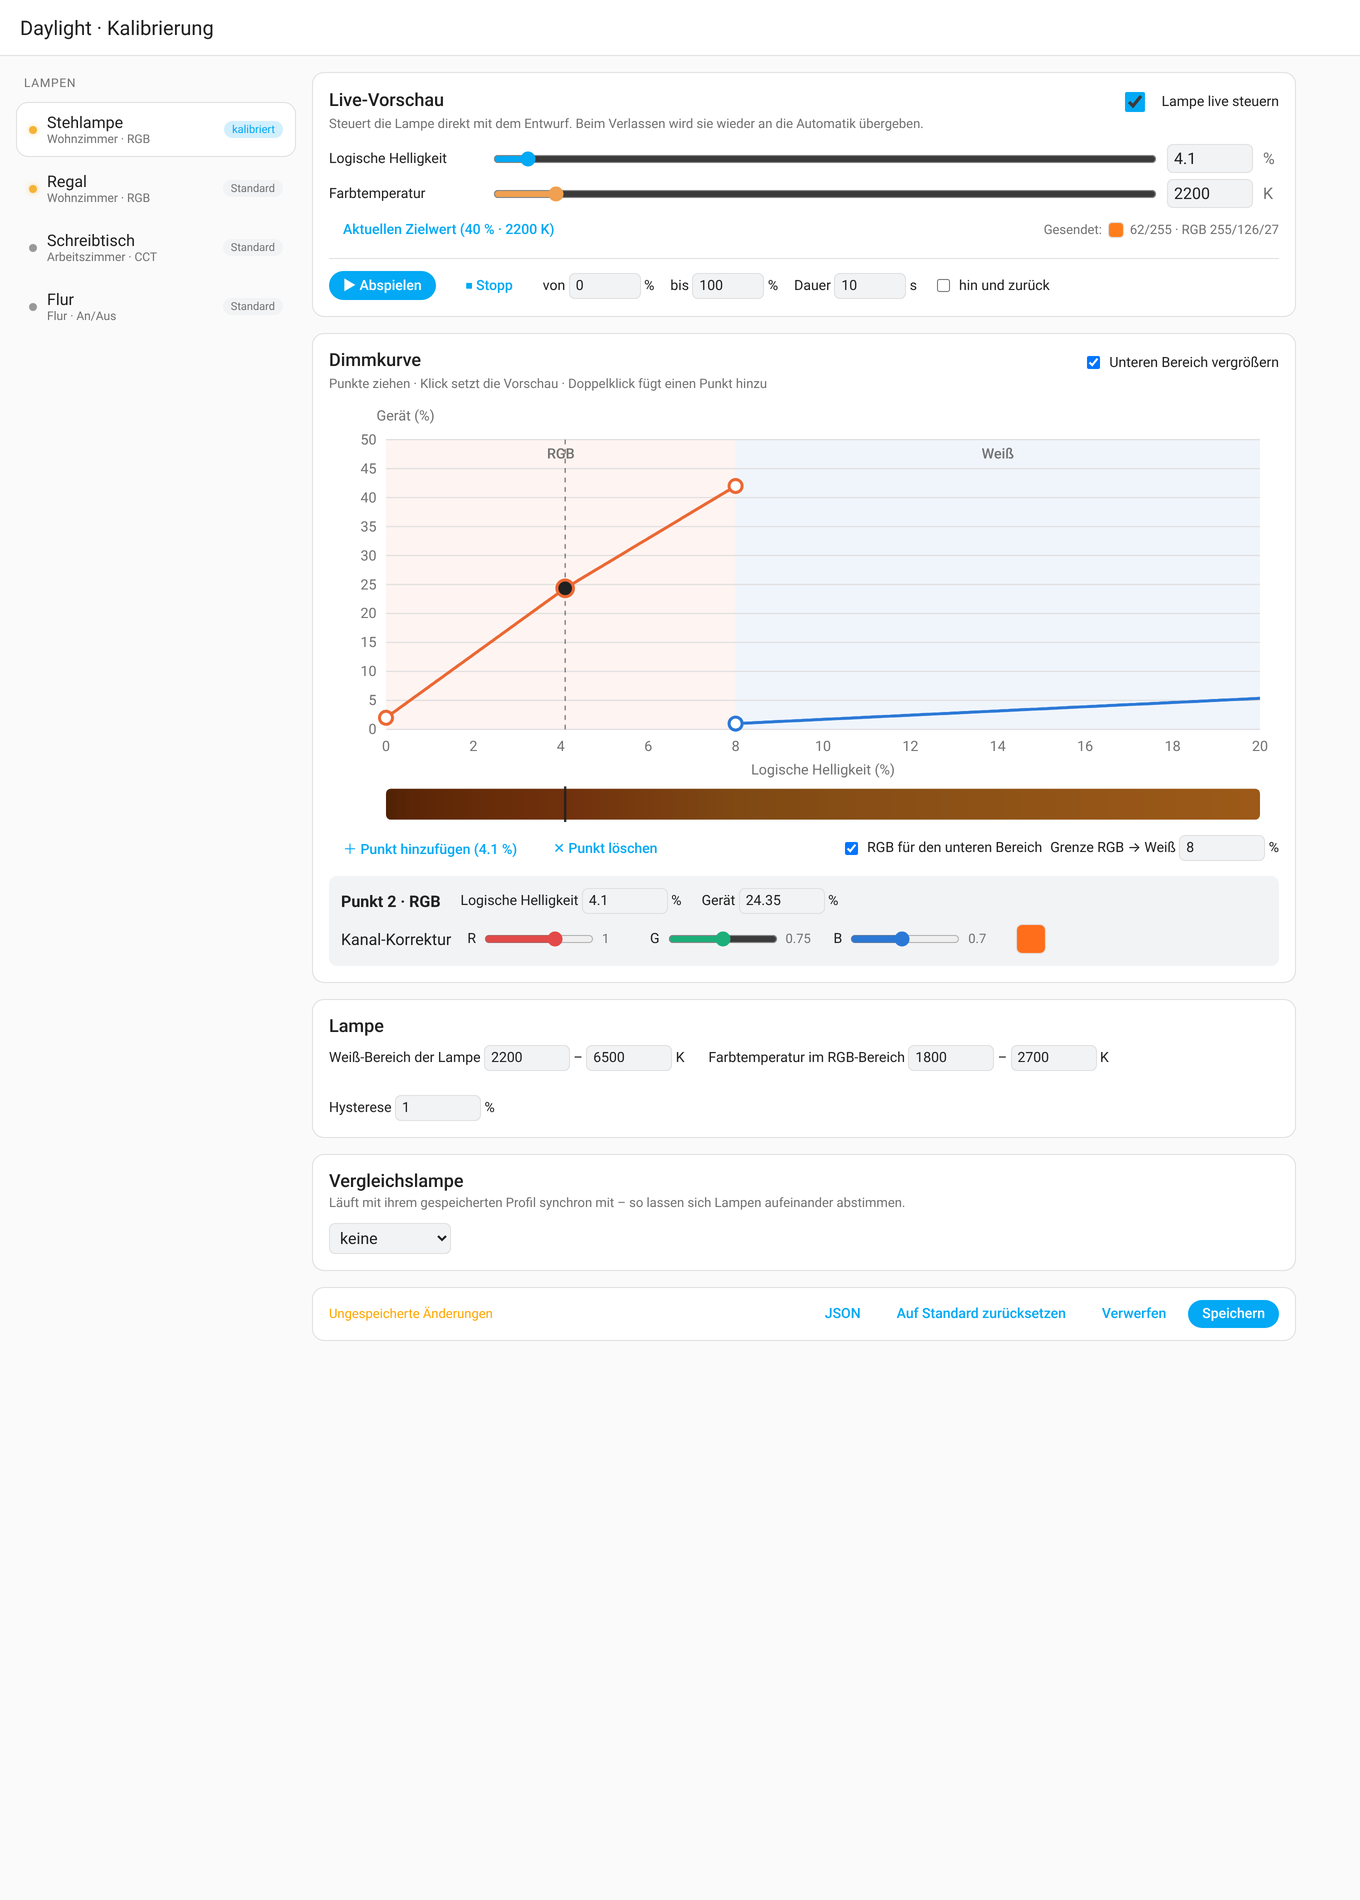 Daylight · Kalibrierung
LAMPEN
Stehlampe
Wohnzimmer · RGB
kalibriert
Regal
Wohnzimmer · RGB
Standard
Schreibtisch
Arbeitszimmer · CCT
Standard
Flur
Flur · An/Aus
Standard
Live-Vorschau
Lampe live steuern
Steuert die Lampe direkt mit dem Entwurf. Beim Verlassen wird sie wieder an die Automatik übergeben.
Logische Helligkeit 4.1 %
Farbtemperatur 2200 K
Aktuellen Zielwert (40 % · 2200 K)
Gesendet: 62/255 · RGB 255/126/27
▶ Abspielen ■ Stopp von 0 % bis 100 % Dauer 10 s hin und zurück
Dimmkurve
Unteren Bereich vergrößern
Punkte ziehen · Klick setzt die Vorschau · Doppelklick fügt einen Punkt hinzu
Gerät (%)
RGB Weiß
50
45
40
35
30
25
20
15
10
5
0
0 2 4 6 8 10 12 14 16 18 20
Logische Helligkeit (%)
＋ Punkt hinzufügen (4.1 %) ✕ Punkt löschen
RGB für den unteren Bereich Grenze RGB → Weiß 8 %
Punkt 2 · RGB Logische Helligkeit 4.1 % Gerät 24.35 %
Kanal-Korrektur R 1 G 0.75 B 0.7
Lampe
Weiß-Bereich der Lampe 2200 – 6500 K Farbtemperatur im RGB-Bereich 1800 – 2700 K
Hysterese 1 %
Vergleichslampe
Läuft mit ihrem gespeicherten Profil synchron mit – so lassen sich Lampen aufeinander abstimmen.
keine
Ungespeicherte Änderungen
JSON Auf Standard zurücksetzen Verwerfen Speichern